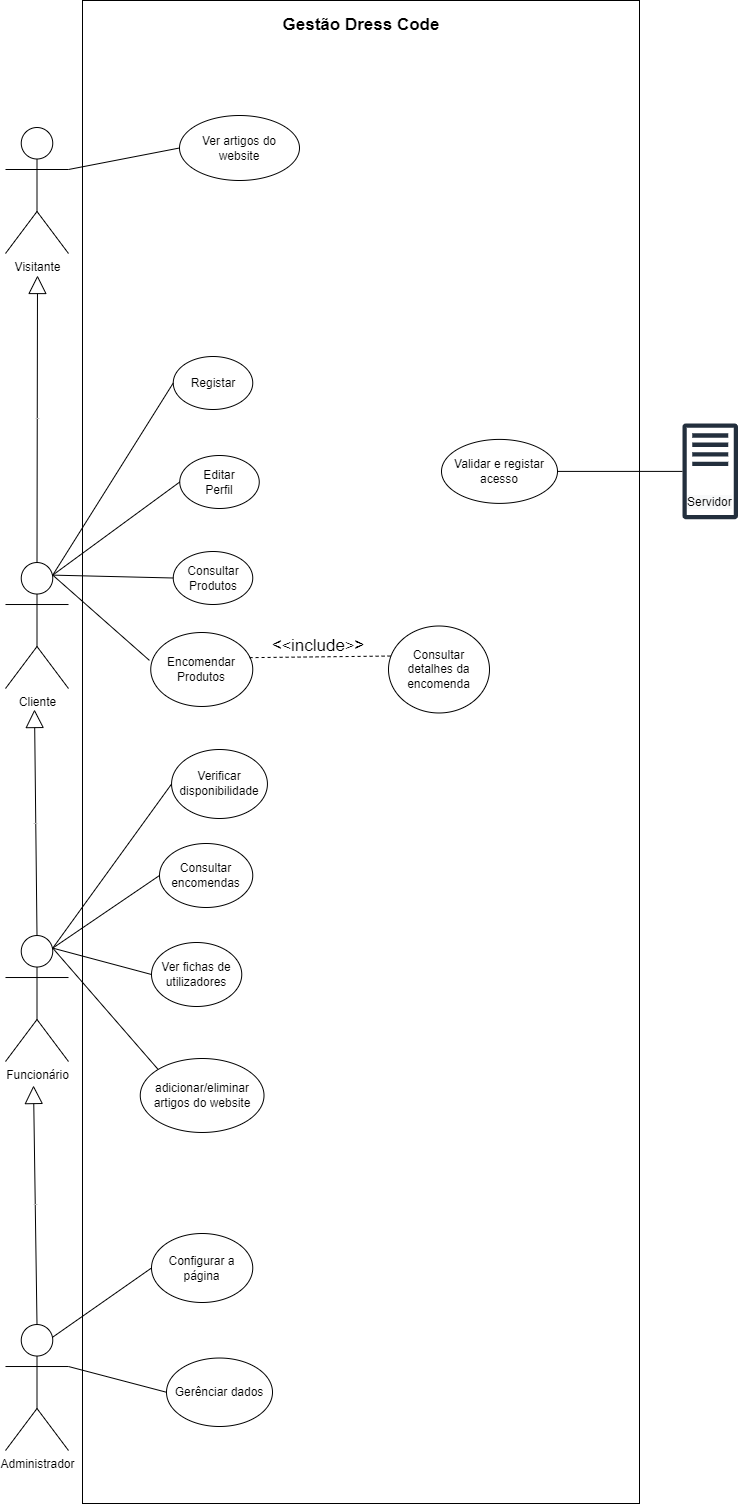 Gestão Dress Code
Ver artigos do
website
Visitante
Registar
Editar
Perfil
Validar e registar
acesso
Servidor
Consultar
Produtos
Encomendar
Produtos
<<include>>
Consultar
detalhes da
encomenda
Cliente
Verificar
disponibilidade
Consultar
encomendas
Ver fichas de
utilizadores
Funcionário
adicionar/eliminar
artigos do website
Configurar a
página
Gerênciar dados
Administrador